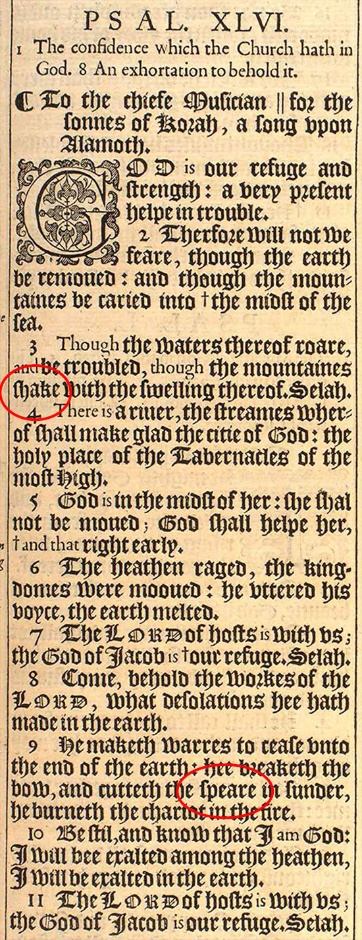 PSAL. XLVI.
1 The confidence which the Church hath in
God. 8 An exhortation to behold it.
¶ To the chiefe Musician || for the
sonnes of Korah, a song vpon
Alamoth.
GOD is our refuge and
strength: a very present
helpe in trouble.
2 Therfore will not we
feare, though the earth
be remoued: and though the moun-
taines be caried into † the midst of the
sea.
3 Though the waters thereof roare,
and be troubled, though the mountaines
shake with the swelling thereof. Selah.
4 There is a riuer, the streames wher-
of shall make glad the citie of God: the
holy place of the Tabernacles of the
most High.
5 God is in the midst of her: she shal
not be moued; God shall helpe her,
† and that right early.
6 The heathen raged, the king-
domes were mooued: he vttered his
voyce, the earth melted.
7 The LORD of hosts is with vs;
the God of Jacob is † our refuge. Selah.
8 Come, behold the workes of the
LORD, what desolations hee hath
made in the earth.
9 He maketh warres to cease vnto
the end of the earth: hee breaketh the
bow, and cutteth the speare in sunder,
he burneth the chariot in the fire.
10 Be stil, and know that I am God:
I will bee exalted among the heathen,
I will be exalted in the earth.
11 The LORD of hosts is with vs;
the God of Jacob is our refuge. Selah.